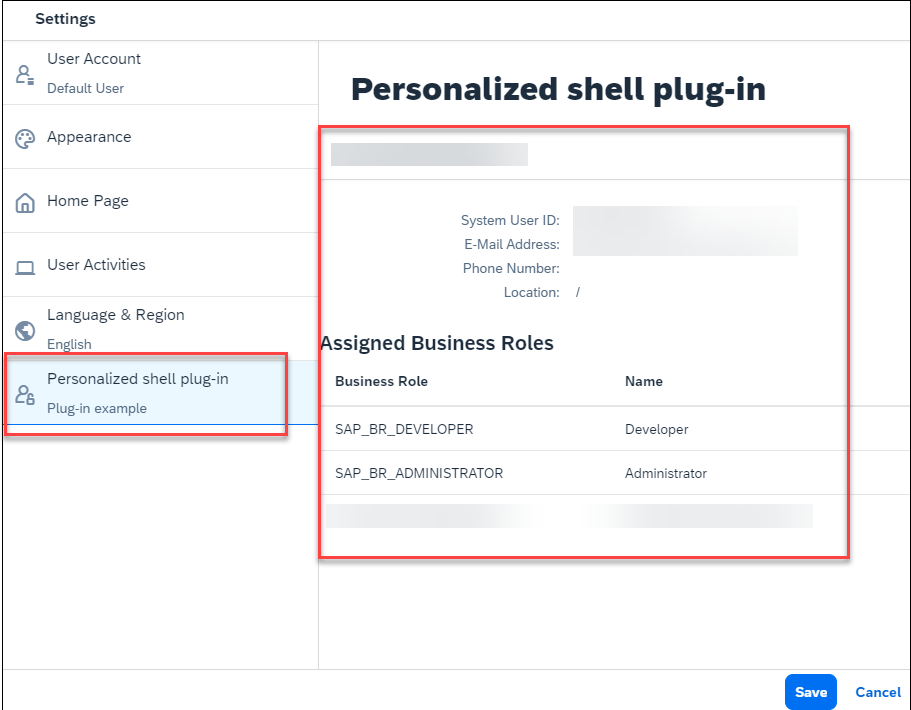 Settings
User Account
Default User
Appearance
Home Page
User Activities
Language & Region
English
Personalized shell plug-in
Plug-in example
Personalized shell plug-in
System User ID:
E-Mail Address:
Phone Number:
Location: /
Assigned Business Roles
Business Role Name
SAP_BR_DEVELOPER Developer
SAP_BR_ADMINISTRATOR Administrator
Save Cancel